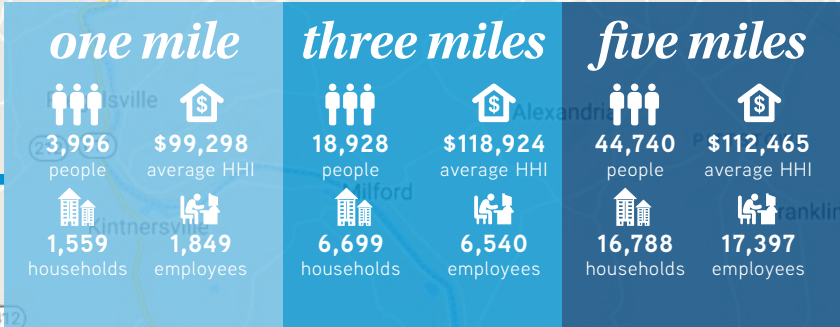 one mile
3,996
people
$99,298
average HHI
1,559
households
1,849
employees
three miles
18,928
people
$118,924
average HHI
6,699
households
6,540
employees
five miles
44,740
people
$112,465
average HHI
16,788
households
17,397
employees
Alexandria
Milford
Kintnersville